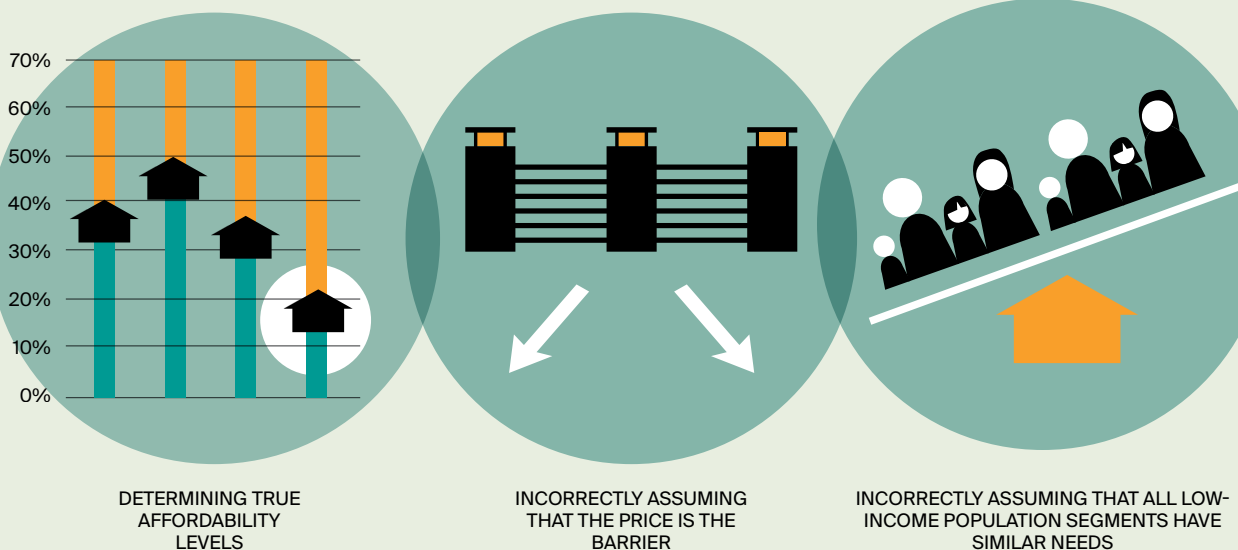 70%
60%
50%
40%
30%
20%
10%
0%
DETERMINING TRUE
AFFORDABILITY
LEVELS
INCORRECTLY ASSUMING
THAT THE PRICE IS THE
BARRIER
INCORRECTLY ASSUMING THAT ALL LOW-
INCOME POPULATION SEGMENTS HAVE
SIMILAR NEEDS